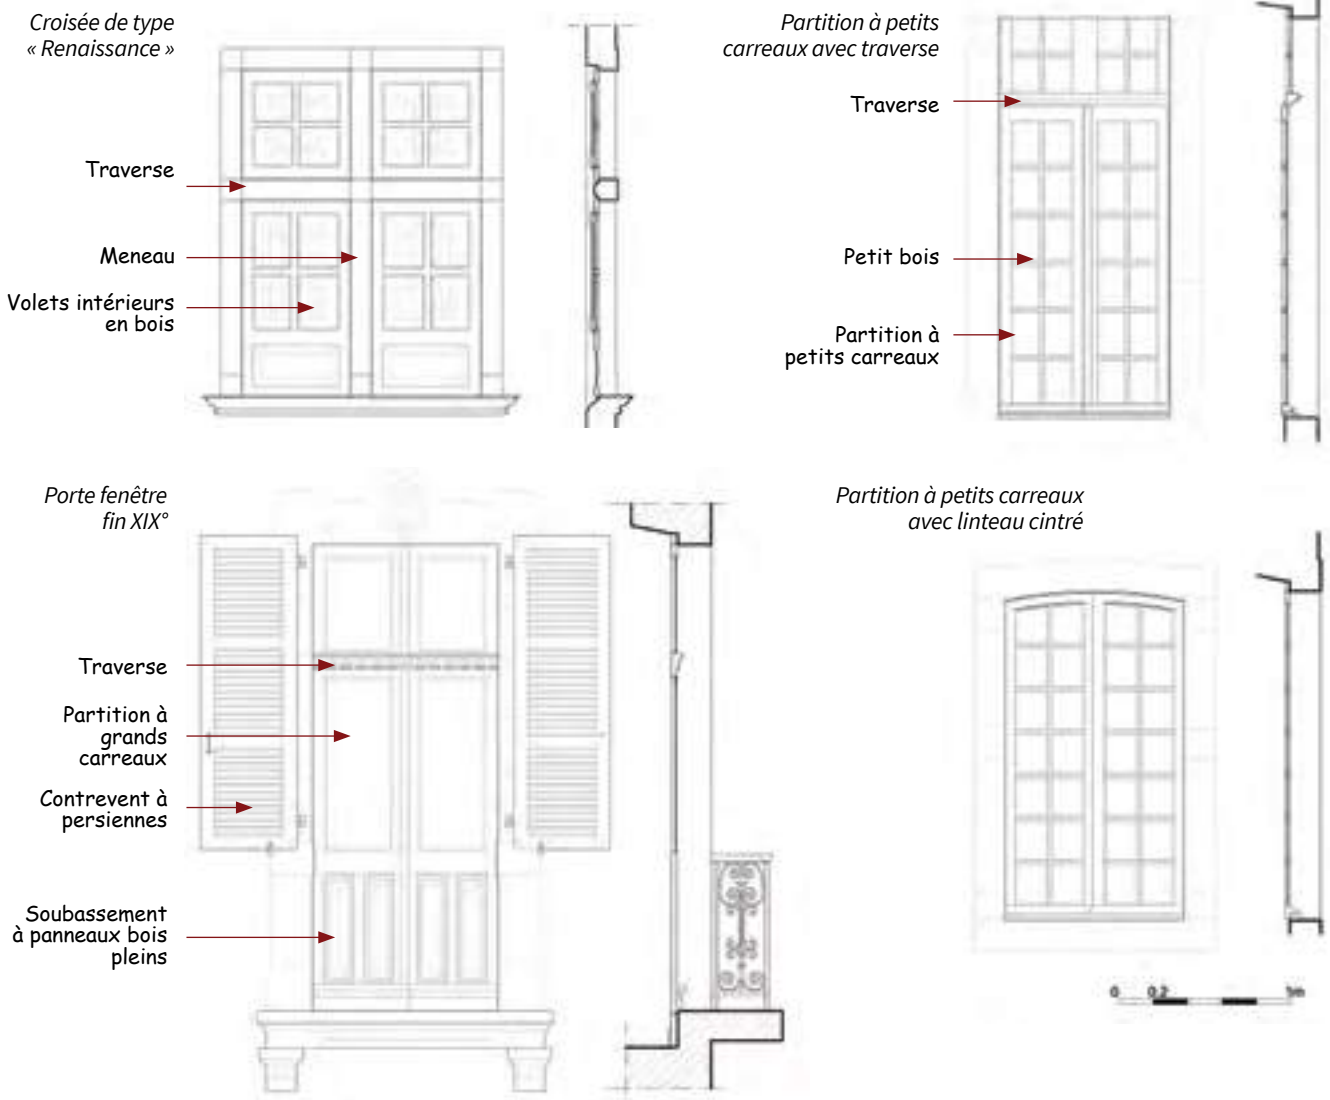 Croisée de type
« Renaissance »
Traverse
Meneau
Volets intérieurs
en bois
Partition à petits
carreaux avec traverse
Traverse
Petit bois
Partition à
petits carreaux
Porte fenêtre
fin XIX°
Traverse
Partition à
grands
carreaux
Contrevent à
persiennes
Soubassement
à panneaux bois
pleins
Partition à petits carreaux
avec linteau cintré
0 0,2 1m